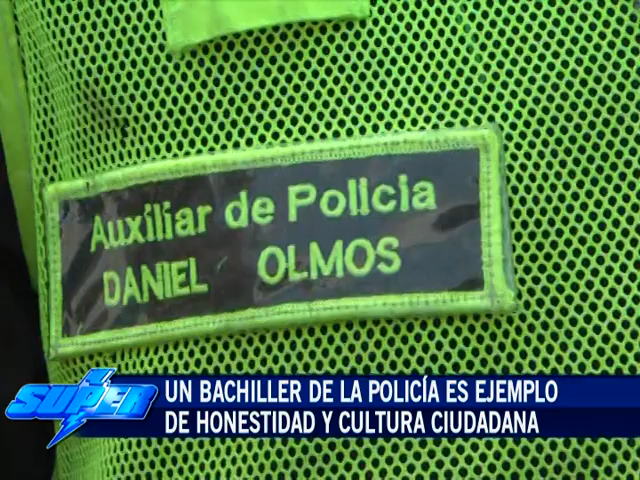 Auxiliar de Policia
DANIEL OLMOS
SUPER
UN BACHILLER DE LA POLICÍA ES EJEMPLO
DE HONESTIDAD Y CULTURA CIUDADANA